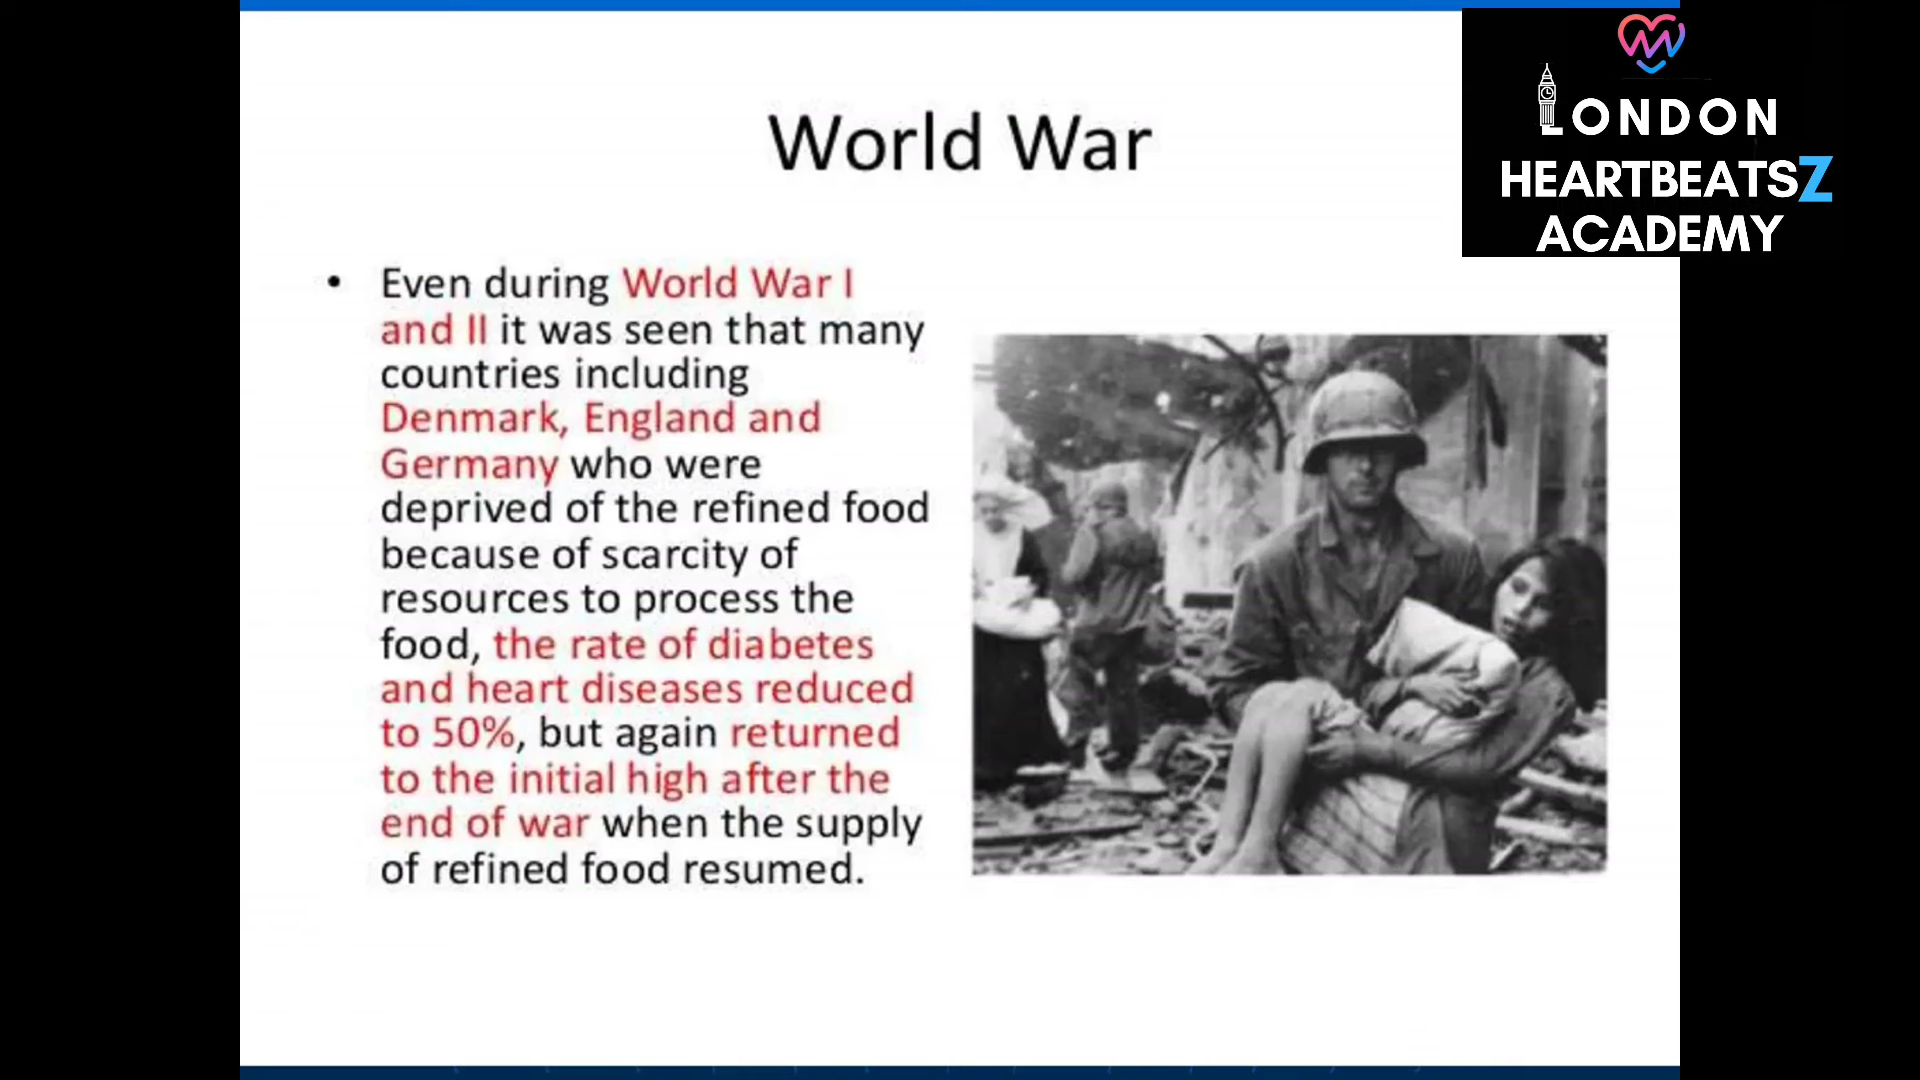 World War
LONDON
HEARTBEATSZ
ACADEMY
• Even during World War I
and II it was seen that many
countries including
Denmark, England and
Germany who were
deprived of the refined food
because of scarcity of
resources to process the
food, the rate of diabetes
and heart diseases reduced
to 50%, but again returned
to the initial high after the
end of war when the supply
of refined food resumed.